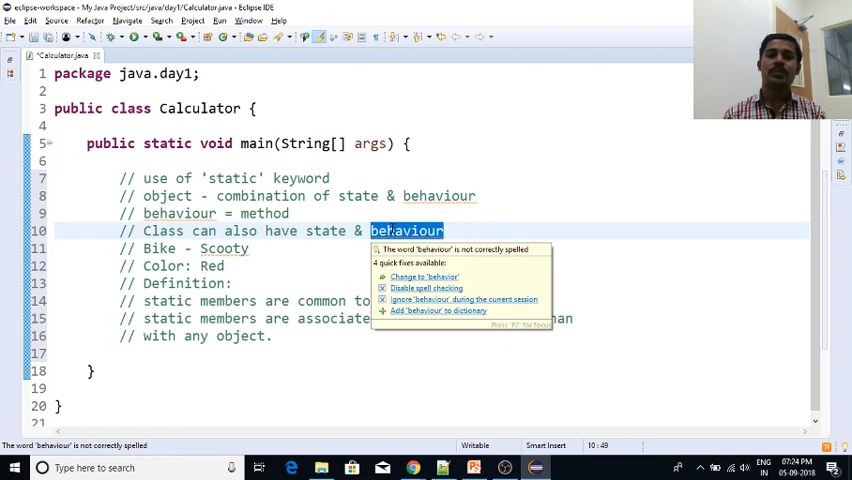 eclipse-workspace - My Java Project/src/java/day1/Calculator.java - Eclipse IDE
File Edit Source Refactor Navigate Search Project Run Window Help
*Calculator.java
1 package java.day1;
2
3 public class Calculator {
4
5 public static void main(String[] args) {
6
7 // use of 'static' keyword
8 // object - combination of state & behaviour
9 // behaviour = method
10 // Class can also have state & behaviour
11 // Bike - Scooty
12 // Color: Red
13 // Definition:
14 // static members are common to
15 // static members are associate an
16 // with any object.
17
18 }
19
20 }
21
The word 'behaviour' is not correctly spelled
4 quick fixes available:
Change to 'behavior'
Disable spell checking
Ignore 'behaviour' during the current session
Add 'behaviour' to dictionary
Press 'F2' for focus
The word 'behaviour' is not correctly spelled Writable Smart Insert 10 : 49
Type here to search
ENG
IN
07:24 PM
05-09-2018